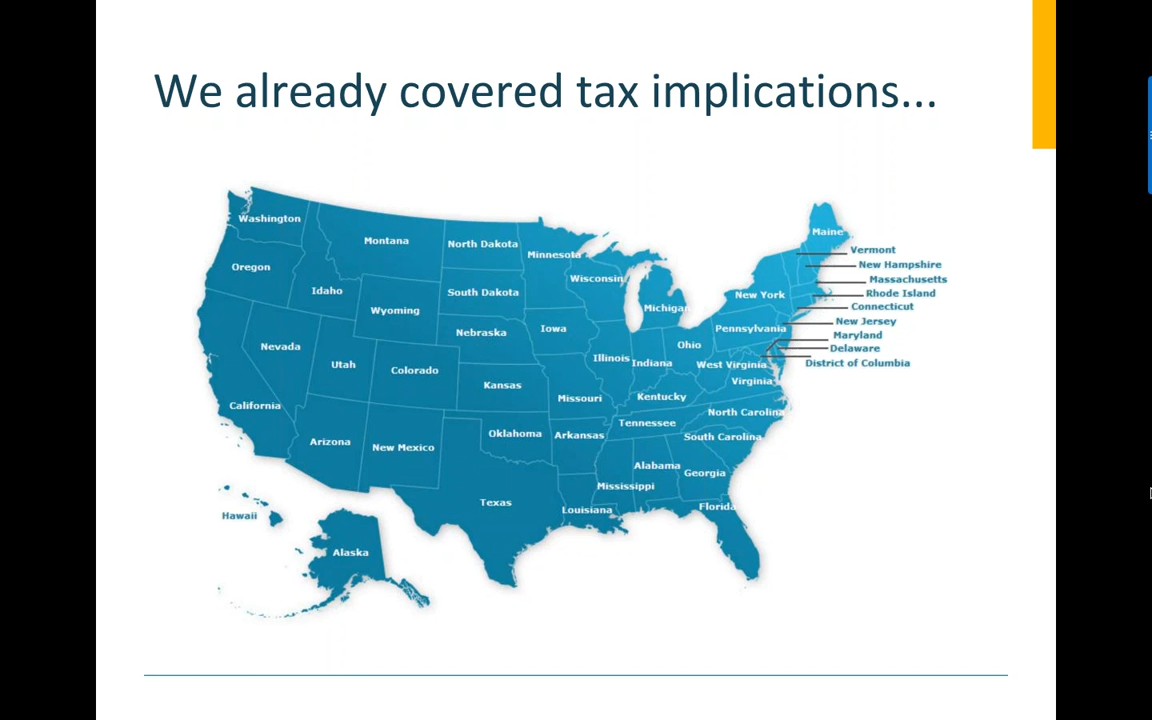 We already covered tax implications...
Washington
Montana
North Dakota
Minnesota
Maine
Vermont
New Hampshire
Oregon
Idaho
Wisconsin
Massachusetts
South Dakota
New York
Rhode Island
Wyoming
Michigan
Connecticut
Nebraska
Iowa
Pennsylvania
New Jersey
Maryland
Nevada
Ohio
Delaware
Utah
Colorado
Illinois
Indiana
West Virginia
District of Columbia
Kansas
Virginia
California
Missouri
Kentucky
North Carolina
Arizona
New Mexico
Oklahoma
Arkansas
Tennessee
South Carolina
Alabama
Georgia
Mississippi
Texas
Louisiana
Florida
Hawaii
Alaska